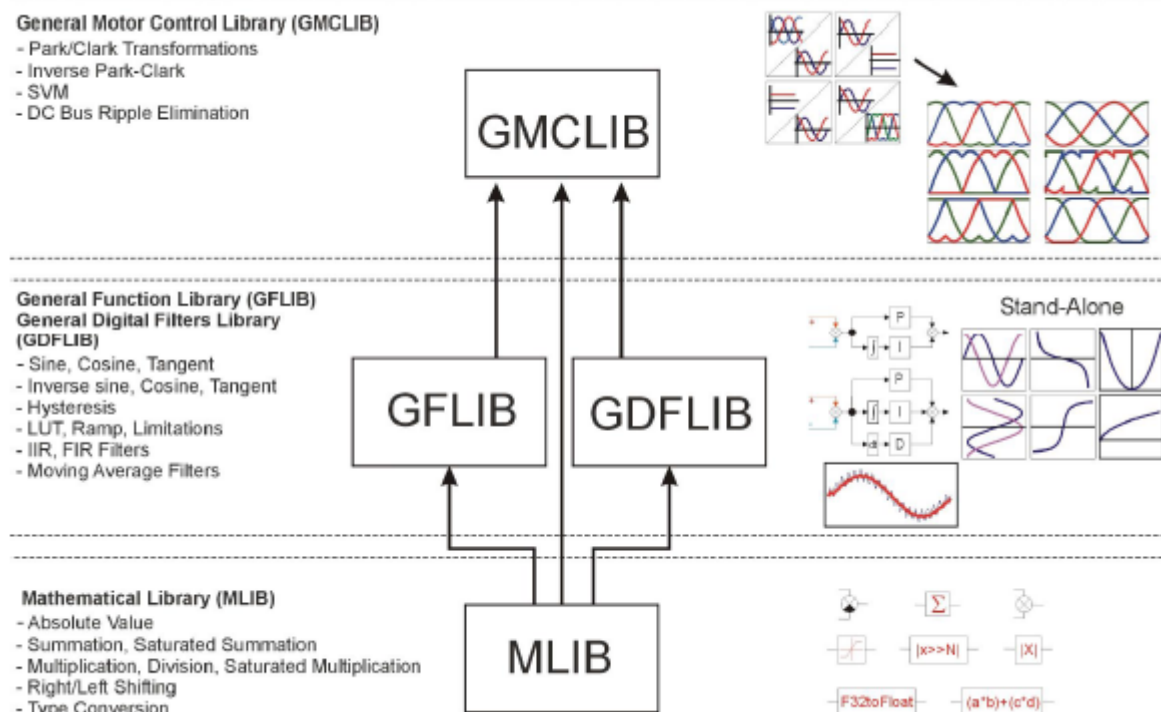 General Motor Control Library (GMCLIB)
- Park/Clark Transformations
- Inverse Park-Clark
- SVM
- DC Bus Ripple Elimination
GMCLIB
General Function Library (GFLIB)
General Digital Filters Library
(GDFLIB)
- Sine, Cosine, Tangent
- Inverse sine, Cosine, Tangent
- Hysteresis
- LUT, Ramp, Limitations
- IIR, FIR Filters
- Moving Average Filters
GFLIB
GDFLIB
Stand-Alone
P
∫ I
P
∫ I
D
Mathematical Library (MLIB)
- Absolute Value
- Summation, Saturated Summation
- Multiplication, Division, Saturated Multiplication
- Right/Left Shifting
- Type Conversion
MLIB
Σ
|x>>N|
|X|
F32toFloat
(a*b)+(c*d)